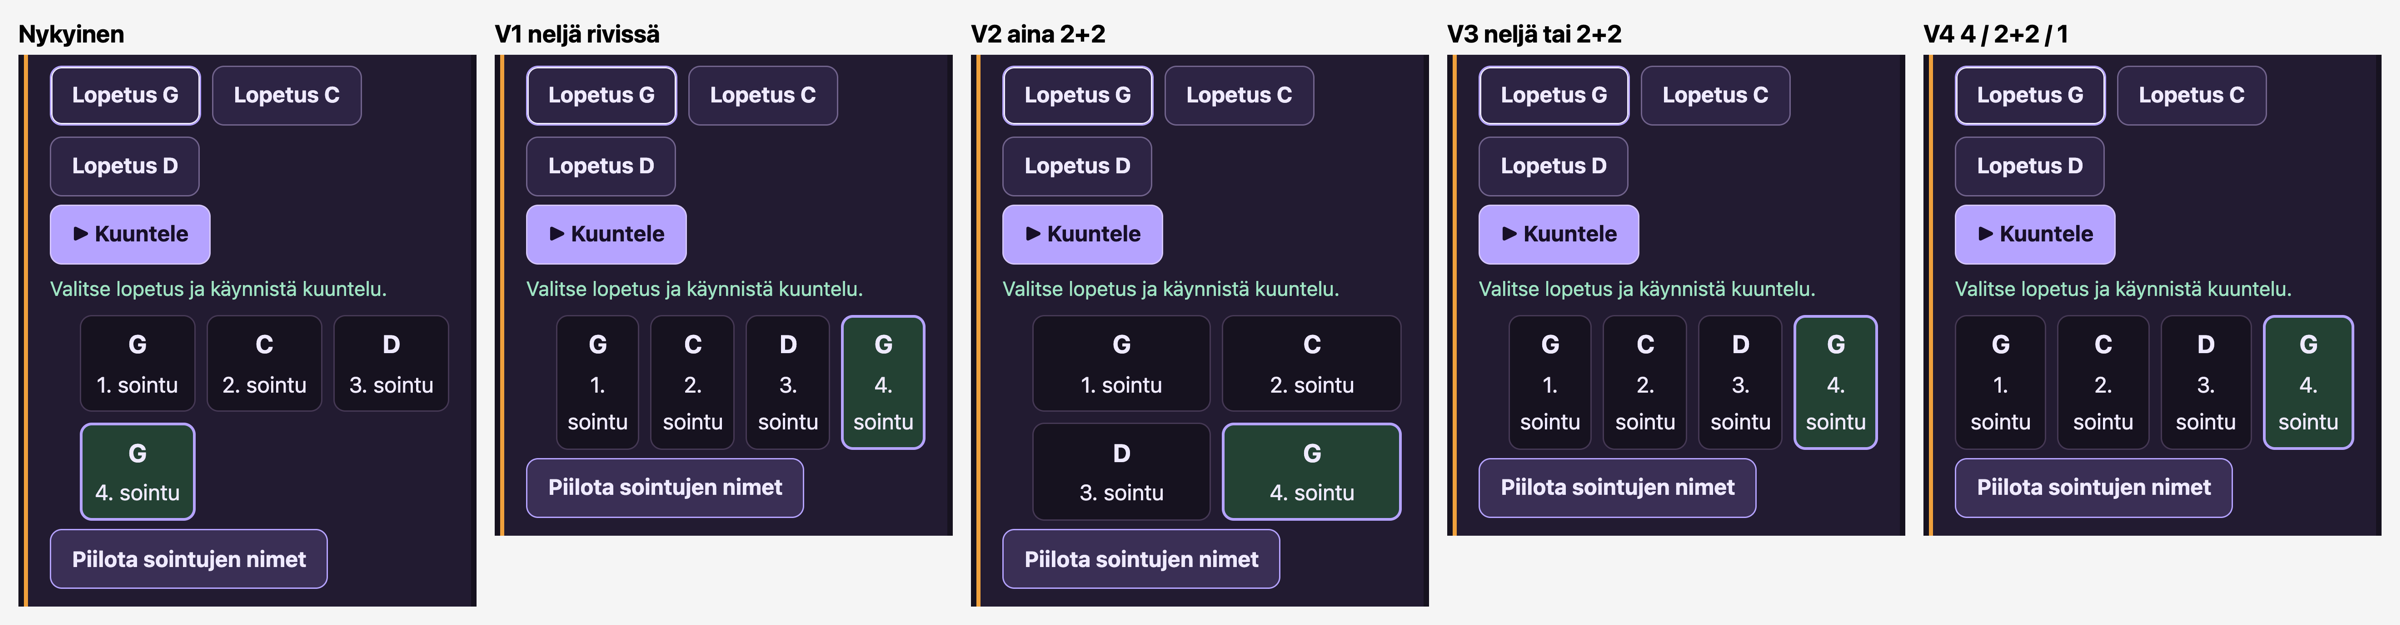 Nykyinen
Lopetus G
Lopetus C
Lopetus D
▶ Kuuntele
Valitse lopetus ja käynnistä kuuntelu.
G
1. sointu
C
2. sointu
D
3. sointu
G
4. sointu
Piilota sointujen nimet
V1 neljä rivissä
Lopetus G
Lopetus C
Lopetus D
▶ Kuuntele
Valitse lopetus ja käynnistä kuuntelu.
G
1.
sointu
C
2.
sointu
D
3.
sointu
G
4.
sointu
Piilota sointujen nimet
V2 aina 2+2
Lopetus G
Lopetus C
Lopetus D
▶ Kuuntele
Valitse lopetus ja käynnistä kuuntelu.
G
1. sointu
C
2. sointu
D
3. sointu
G
4. sointu
Piilota sointujen nimet
V3 neljä tai 2+2
Lopetus G
Lopetus C
Lopetus D
▶ Kuuntele
Valitse lopetus ja käynnistä kuuntelu.
G
1.
sointu
C
2.
sointu
D
3.
sointu
G
4.
sointu
Piilota sointujen nimet
V4 4 / 2+2 / 1
Lopetus G
Lopetus C
Lopetus D
▶ Kuuntele
Valitse lopetus ja käynnistä kuuntelu.
G
1.
sointu
C
2.
sointu
D
3.
sointu
G
4.
sointu
Piilota sointujen nimet